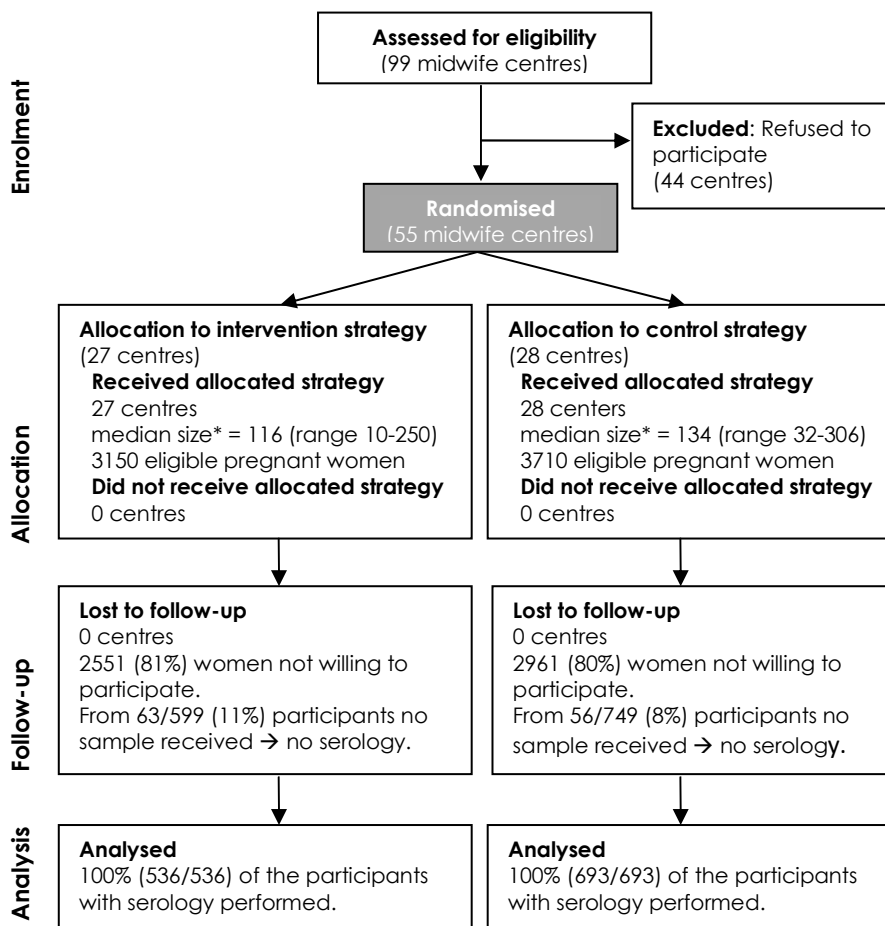 Enrolment
Assessed for eligibility
(99 midwife centres)
Excluded: Refused to
participate
(44 centres)
Randomised
(55 midwife centres)
Allocation
Allocation to intervention strategy
(27 centres)
Received allocated strategy
27 centres
median size* = 116 (range 10-250)
3150 eligible pregnant women
Did not receive allocated strategy
0 centres
Allocation to control strategy
(28 centres)
Received allocated strategy
28 centers
median size* = 134 (range 32-306)
3710 eligible pregnant women
Did not receive allocated strategy
0 centres
Follow-up
Lost to follow-up
0 centres
2551 (81%) women not willing to
participate.
From 63/599 (11%) participants no
sample received → no serology.
Lost to follow-up
0 centres
2961 (80%) women not willing to
participate.
From 56/749 (8%) participants no
sample received → no serology.
Analysis
Analysed
100% (536/536) of the participants
with serology performed.
Analysed
100% (693/693) of the participants
with serology performed.